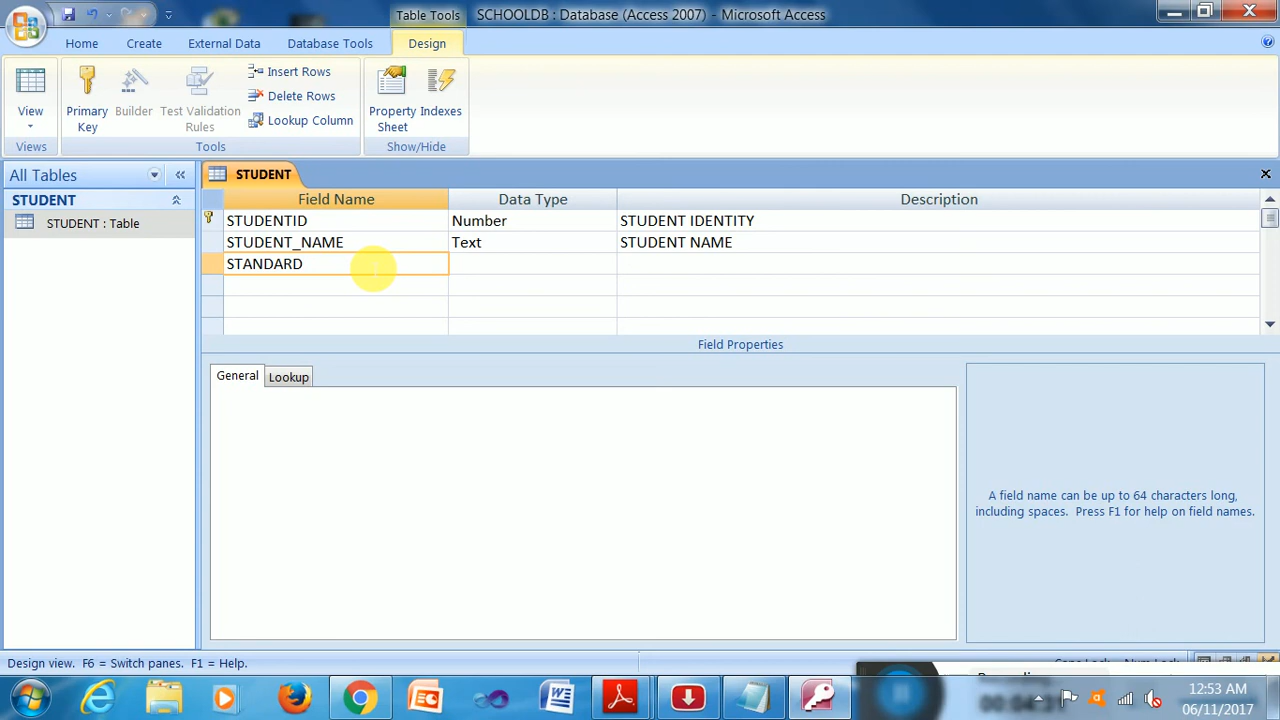 Table Tools SCHOOLDB : Database (Access 2007) - Microsoft Access
Home Create External Data Database Tools Design
View
Views
Primary
Key
Builder
Test Validation
Rules
Insert Rows
Delete Rows
Lookup Column
Tools
Property
Sheet
Indexes
Show/Hide
All Tables
STUDENT
STUDENT : Table
STUDENT
Field Name Data Type Description
STUDENTID Number STUDENT IDENTITY
STUDENT_NAME Text STUDENT NAME
STANDARD
Field Properties
General Lookup
A field name can be up to 64 characters long,
including spaces. Press F1 for help on field names.
Design view. F6 = Switch panes. F1 = Help.
12:53 AM
06/11/2017